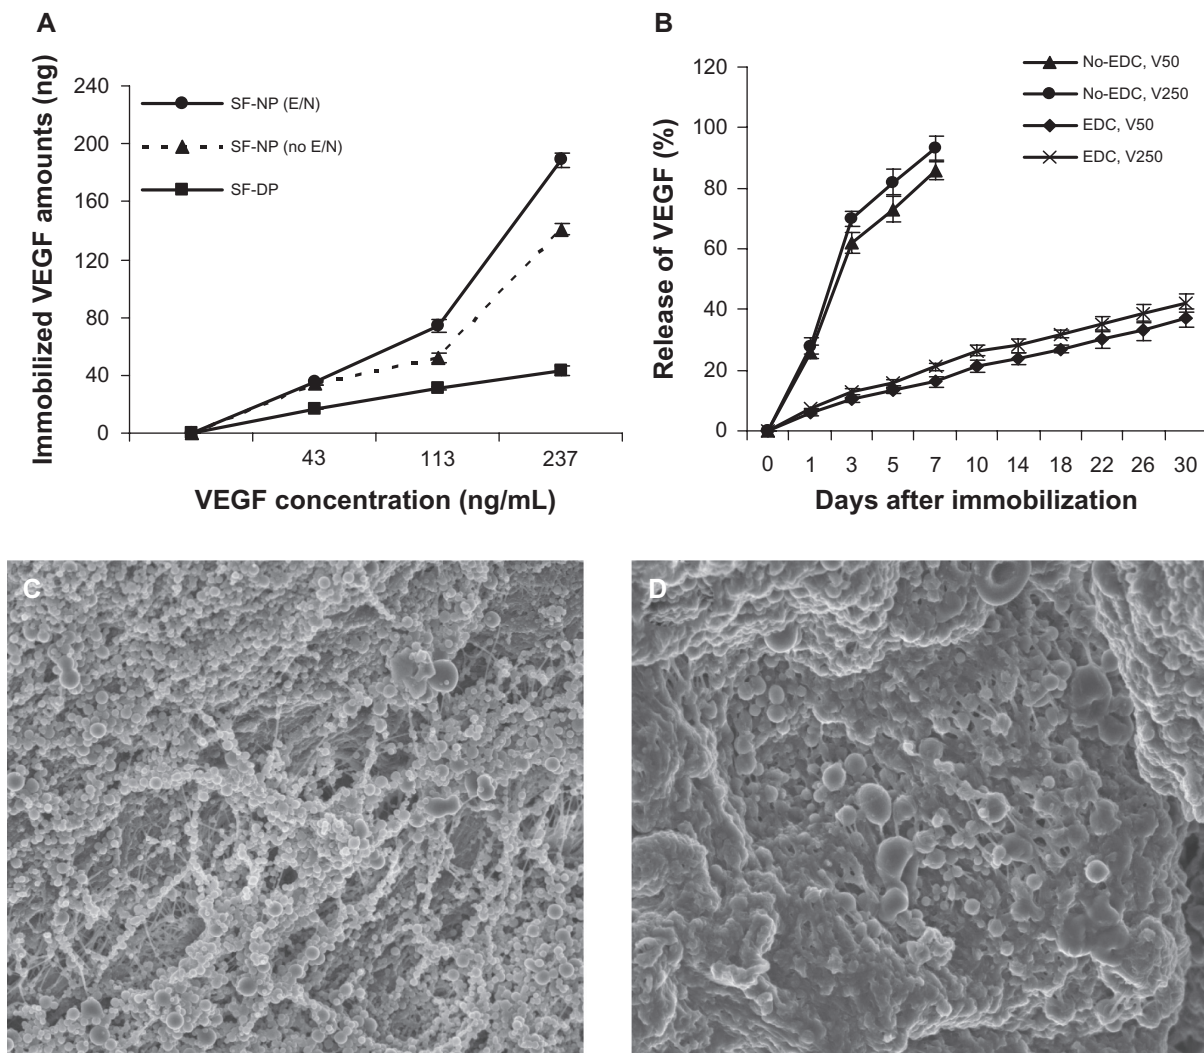 A
Immobilized VEGF amounts (ng)
240
200
160
120
80
40
0
SF-NP (E/N)
SF-NP (no E/N)
SF-DP
43 113 237
VEGF concentration (ng/mL)
B
Release of VEGF (%)
120
100
80
60
40
20
0
No-EDC, V50
No-EDC, V250
EDC, V50
EDC, V250
0 1 3 5 7 10 14 18 22 26 30
Days after immobilization
C
D